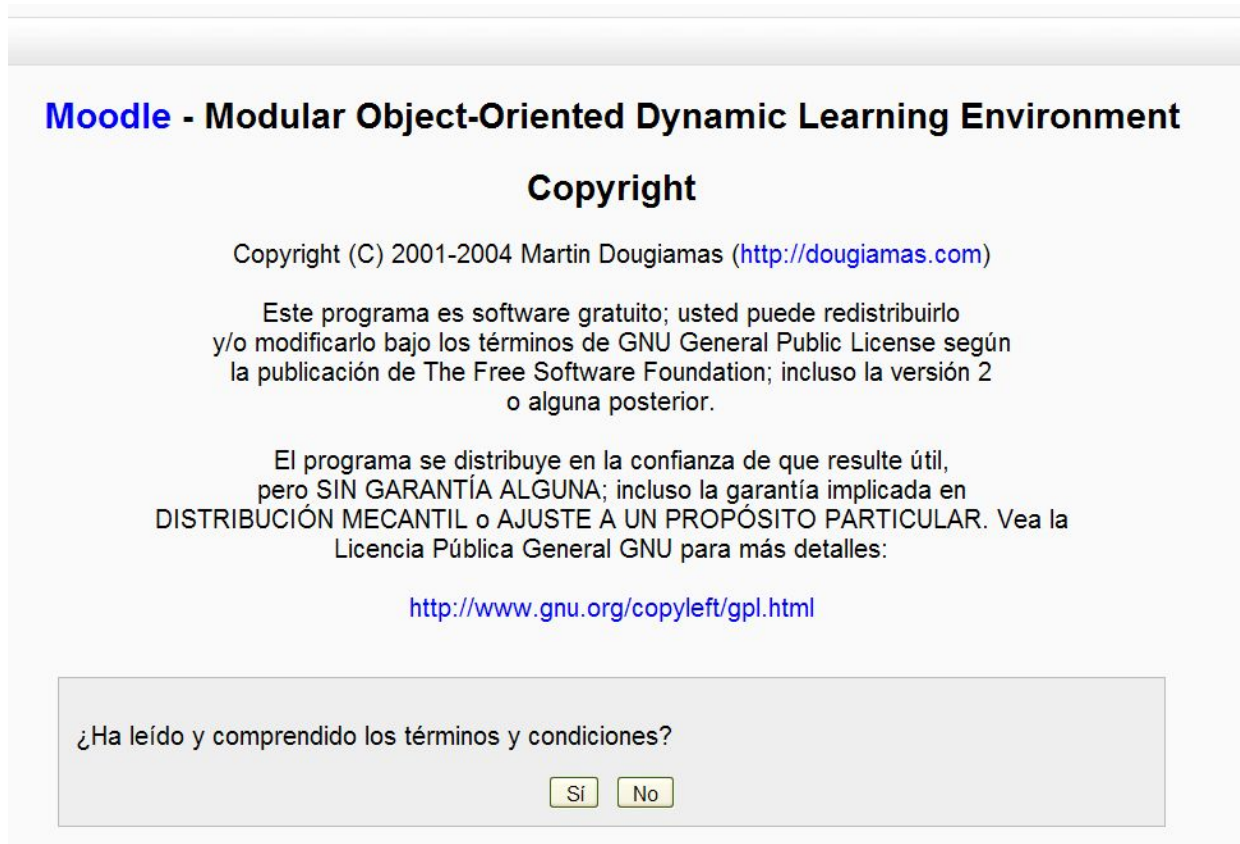 Moodle - Modular Object-Oriented Dynamic Learning Environment
Copyright
Copyright (C) 2001-2004 Martin Dougiamas (http://dougiamas.com)
Este programa es software gratuito; usted puede redistribuirlo
y/o modificarlo bajo los términos de GNU General Public License según
la publicación de The Free Software Foundation; incluso la versión 2
o alguna posterior.
El programa se distribuye en la confianza de que resulte útil,
pero SIN GARANTÍA ALGUNA; incluso la garantía implicada en
DISTRIBUCIÓN MECANTIL o AJUSTE A UN PROPÓSITO PARTICULAR. Vea la
Licencia Pública General GNU para más detalles:
http://www.gnu.org/copyleft/gpl.html
¿Ha leído y comprendido los términos y condiciones?
Sí No